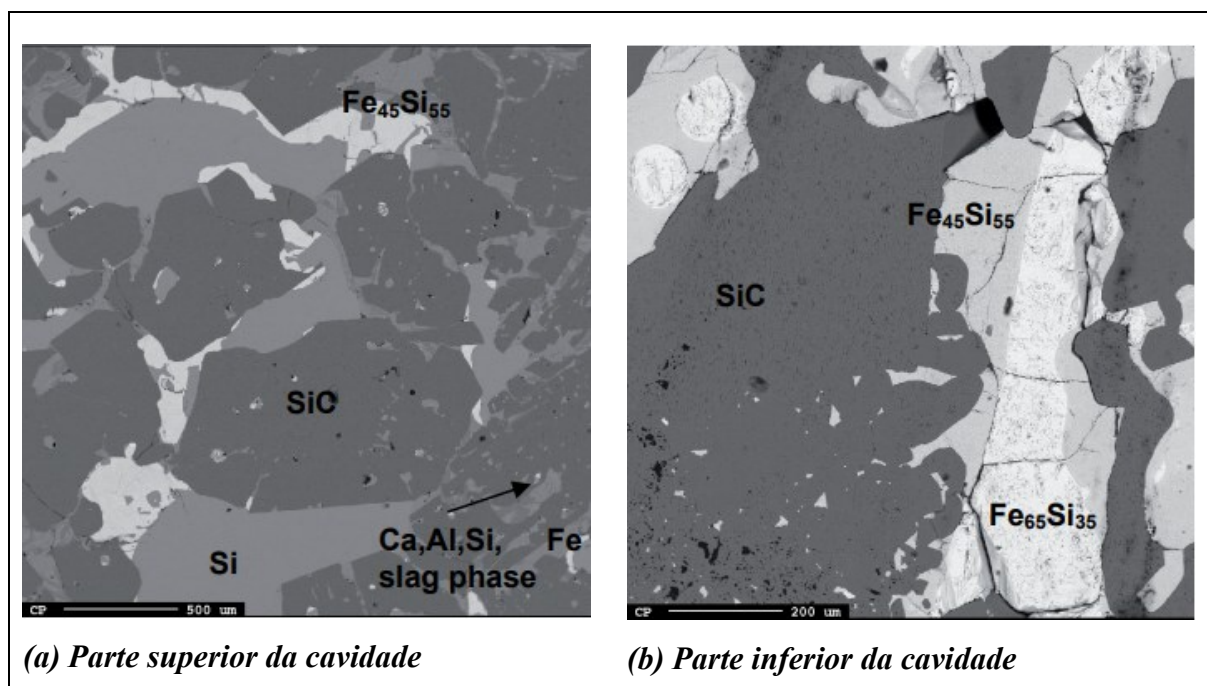 Fe45Si55
SiC
Si
Ca,Al,Si,
slag phase
Fe
CP 500 um
Fe45Si55
SiC
Fe65Si35
CP 200 um
(a) Parte superior da cavidade
(b) Parte inferior da cavidade